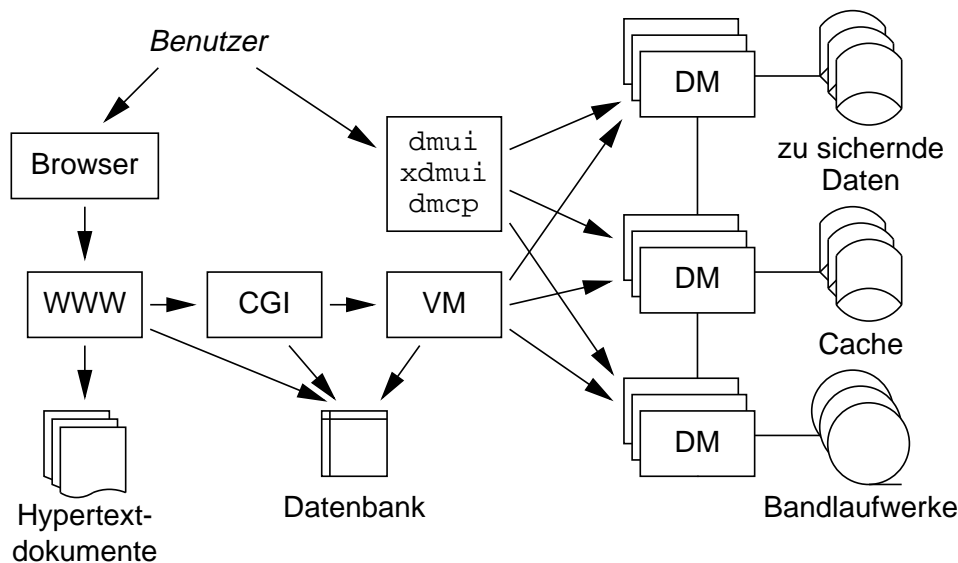 Benutzer
Browser
dmui
xdmui
dmcp
DM
zu sichernde
Daten
WWW
CGI
VM
DM
Cache
DM
Bandlaufwerke
Hypertext-
dokumente
Datenbank